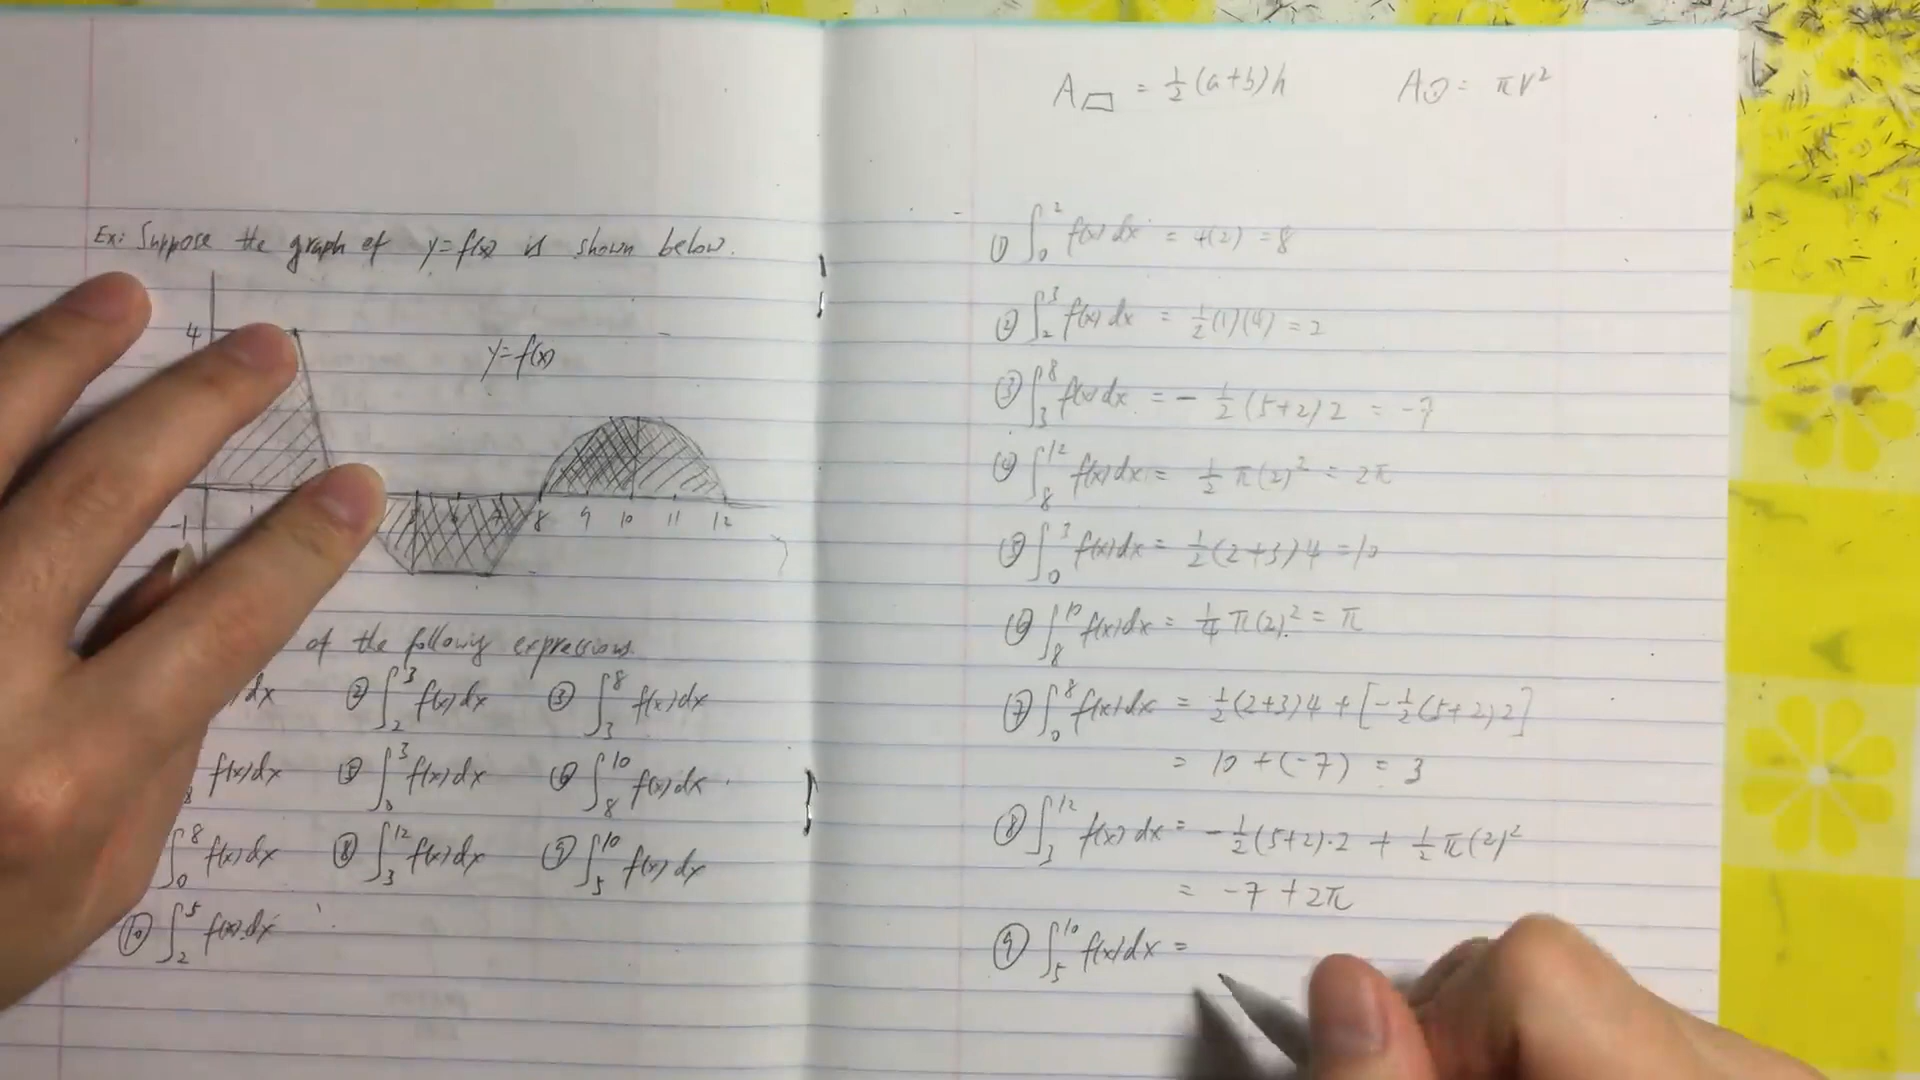 Ex: Suppose the graph of y=f(x) is shown below.
4
y=f(x)
-1
8 9 10 11 12
of the following expressions.
)dx ② ∫₂³ f(x)dx ③ ∫₃⁸ f(x)dx
₈ f(x)dx ⑤ ∫₀³ f(x)dx ⑥ ∫₈¹⁰ f(x)dx
∫₀⁸ f(x)dx ⑧ ∫₃¹² f(x)dx ⑨ ∫₅¹⁰ f(x)dx
⑩ ∫₂⁵ f(x)dx
A▱ = ½(a+b)h A⊙ = πr²
① ∫₀² f(x)dx = 4(2) = 8
② ∫₂³ f(x)dx = ½(1)(4) = 2
③ ∫₃⁸ f(x)dx = - ½(5+2)2 = -7
④ ∫₈¹² f(x)dx = ½π(2)² = 2π
⑤ ∫₀³ f(x)dx = ½(2+3)4 = 10
⑥ ∫₈¹⁰ f(x)dx = ¼π(2)² = π
⑦ ∫₀⁸ f(x)dx = ½(2+3)4 + [-½(5+2)2]
= 10 + (-7) = 3
⑧ ∫₃¹² f(x)dx = -½(5+2)·2 + ½π(2)²
= -7 + 2π
⑨ ∫₅¹⁰ f(x)dx =